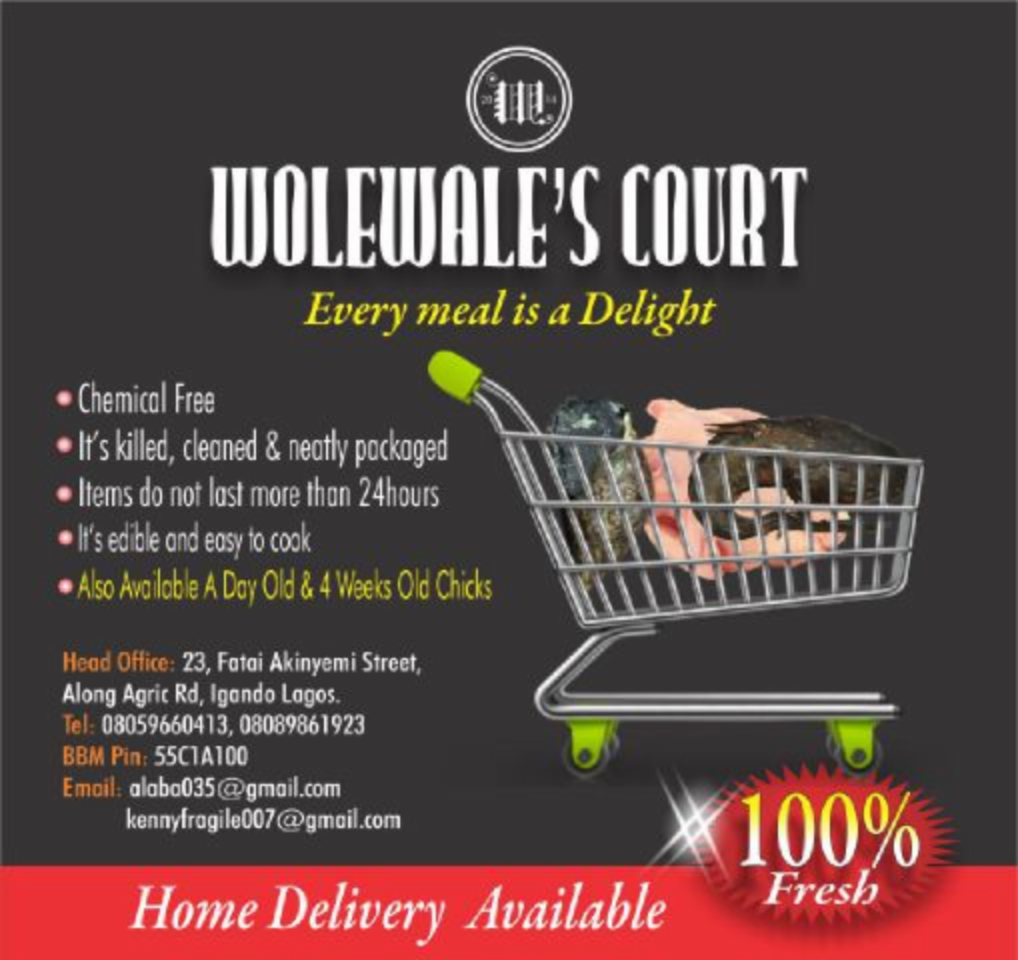 WOLEWALE'S COURT
Every meal is a Delight
Chemical Free
It's killed, cleaned & neatly packaged
Items do not last more than 24hours
It's edible and easy to cook
Also Available A Day Old & 4 Weeks Old Chicks
Head Office: 23, Fatai Akinyemi Street,
Along Agric Rd, Igando Lagos.
Tel: 08059660413, 08089861923
BBM Pin: 55C1A100
Email: alaba035@gmail.com
kennyfragile007@gmail.com
100%
Fresh
Home Delivery Available